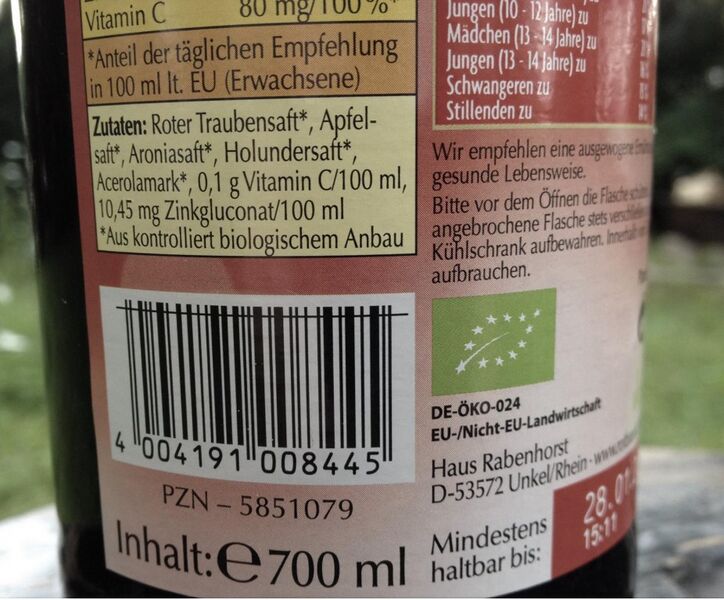 Vitamin C 80 mg/100%*
*Anteil der täglichen Empfehlung
in 100 ml lt. EU (Erwachsene)
Zutaten: Roter Traubensaft*, Apfel-
saft*, Aroniasaft*, Holundersaft*,
Acerolamark*, 0,1 g Vitamin C/100 ml,
10,45 mg Zinkgluconat/100 ml
*Aus kontrolliert biologischem Anbau
4 004191 008445
PZN – 5851079
Inhalt: ℮ 700 ml
Jungen (10 - 12 Jahre) zu
Mädchen (13 - 14 Jahre) zu
Jungen (13 - 14 Jahre) zu
Schwangeren zu
Stillenden zu
Wir empfehlen eine ausgewogene
gesunde Lebensweise.
Bitte vor dem Öffnen die Flasche
angebrochene Flasche stets
Kühlschrank aufbewahren.
aufbrauchen.
DE-ÖKO-024
EU-/Nicht-EU-Landwirtschaft
Haus Rabenhorst
D-53572 Unkel/Rhein
Mindestens
haltbar bis:
28.
15:11